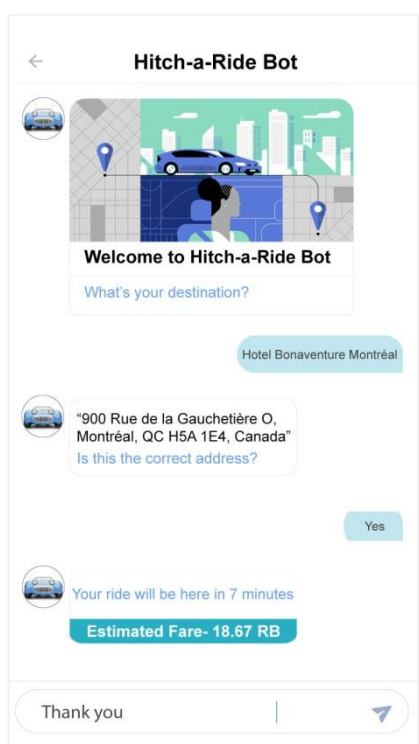 Hitch-a-Ride Bot
Welcome to Hitch-a-Ride Bot
What's your destination?
Hotel Bonaventure Montréal
“900 Rue de la Gauchetière O,
Montréal, QC H5A 1E4, Canada”
Is this the correct address?
Yes
Your ride will be here in 7 minutes
Estimated Fare- 18.67 RB
Thank you